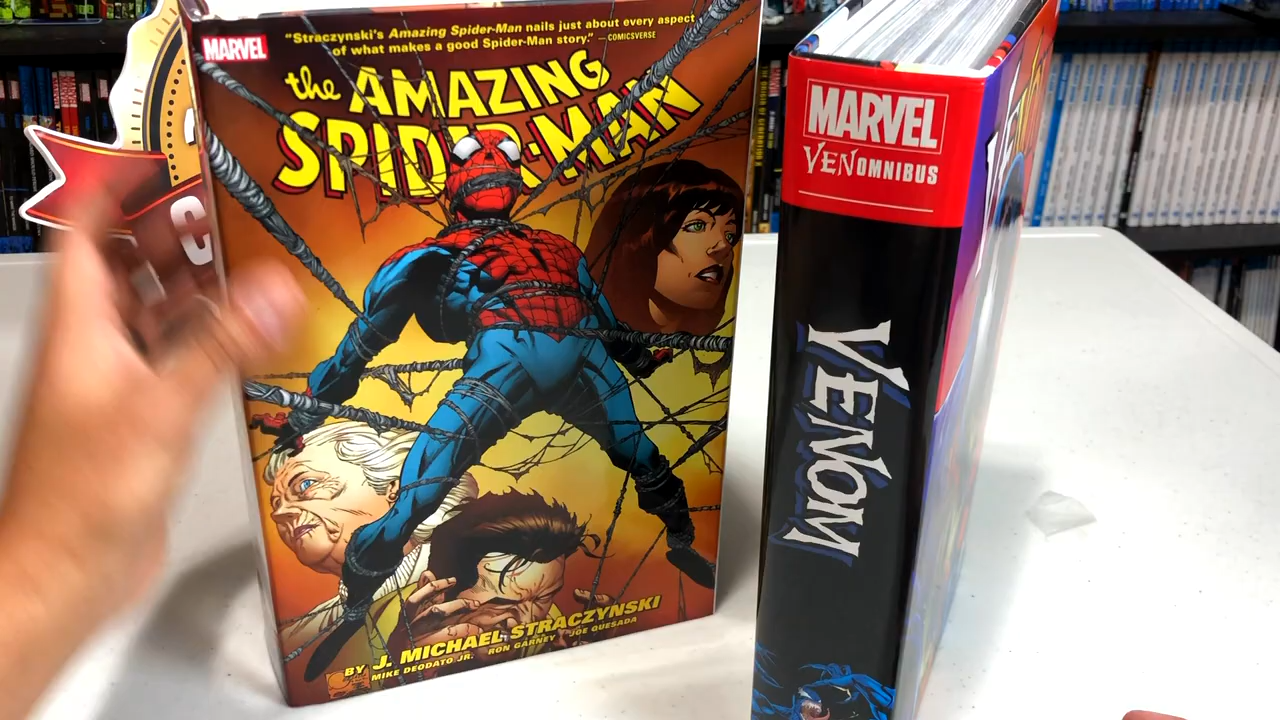 MARVEL
"Straczynski's Amazing Spider-Man nails just about every aspect
of what makes a good Spider-Man story." — COMICSVERSE
the AMAZING
SPIDER-MAN
BY J. MICHAEL STRACZYNSKI
MIKE DEODATO JR. RON GARNEY JOE QUESADA
MARVEL
VENOMNIBUS
VENOM